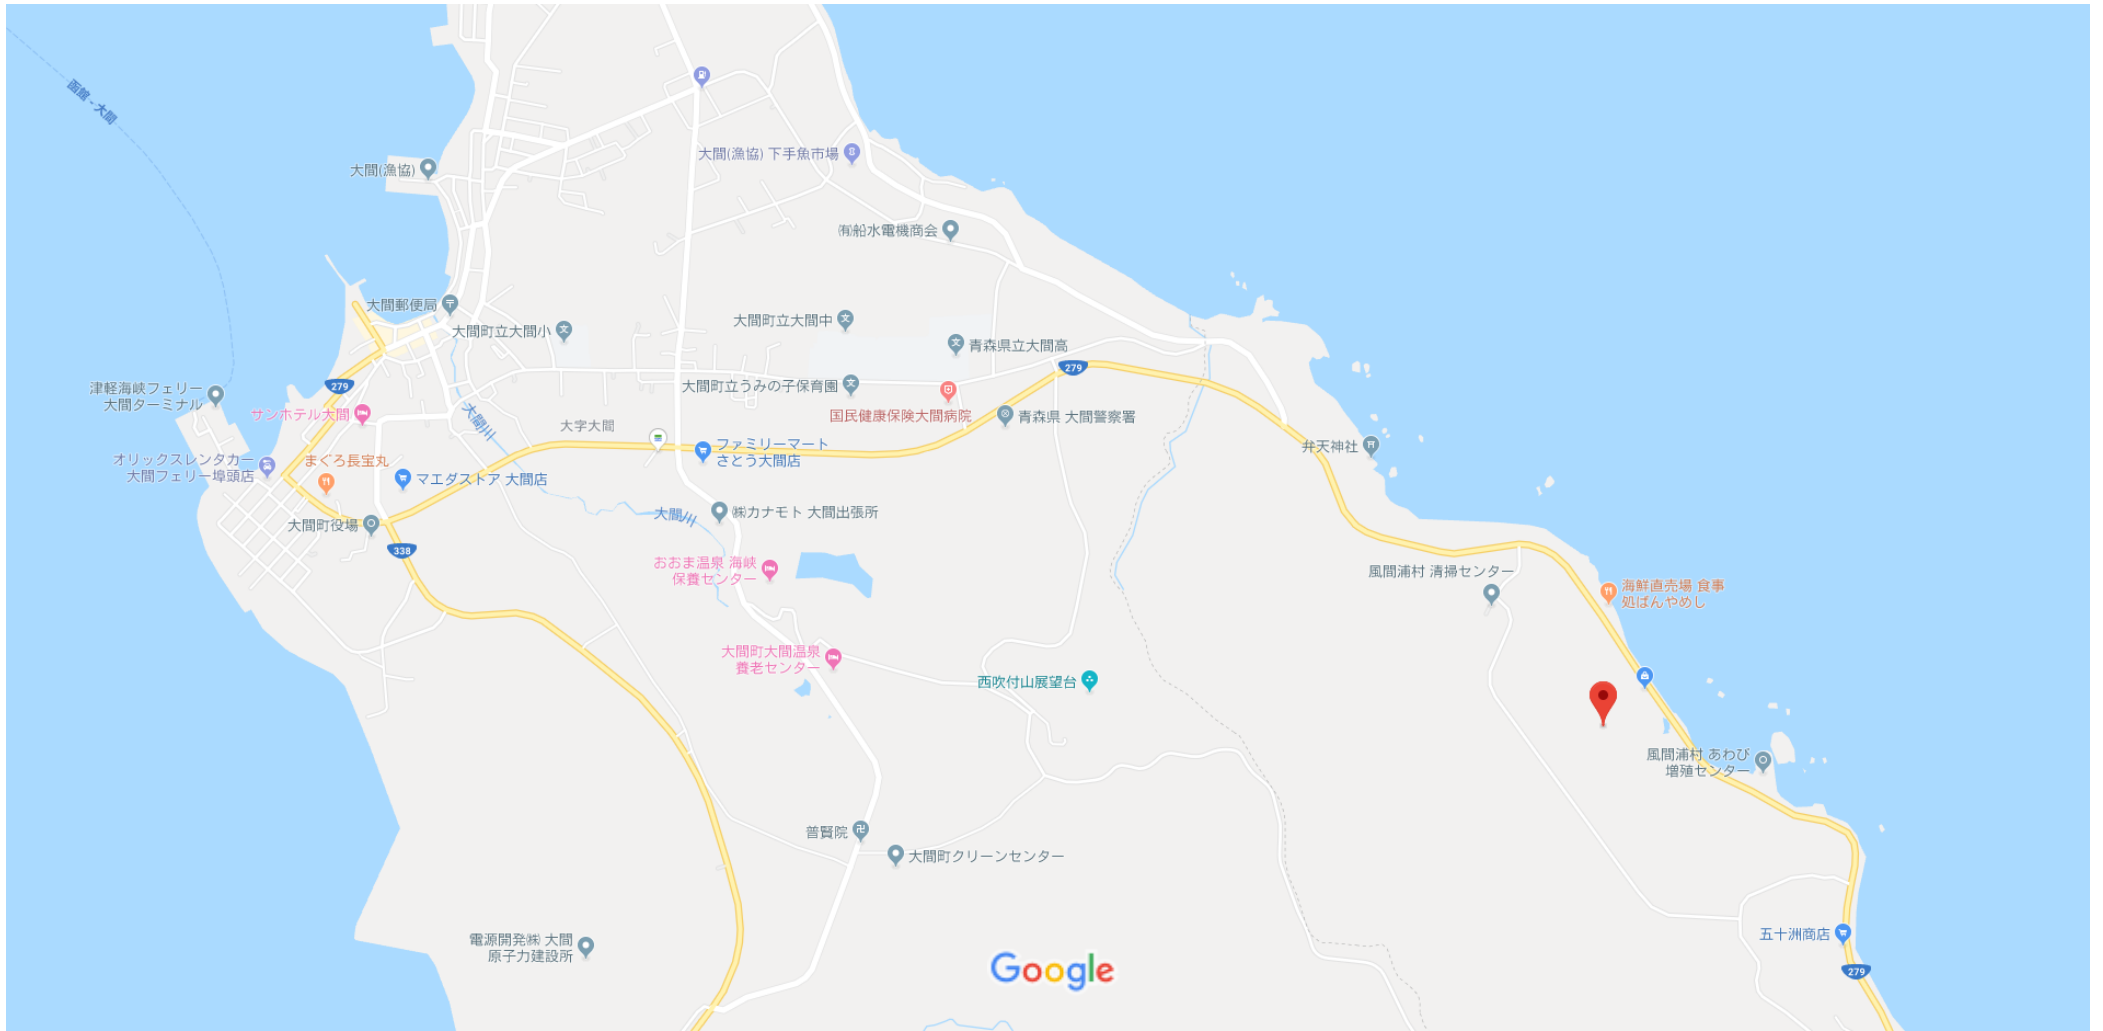 函館 - 大間
大間(漁協)
大間(漁協) 下手魚市場
㈲船水電機商会
大間郵便局
大間町立大間小
大間町立大間中
青森県立大間高
279
279
津軽海峡フェリー
大間ターミナル
サンホテル大間
大間川
大間町立うみの子保育園
国民健康保険大間病院
青森県 大間警察署
大字大間
ファミリーマート
さとう大間店
弁天神社
オリックスレンタカー
大間フェリー埠頭店
まぐろ長宝丸
マエダストア 大間店
大間町役場
大間川
㈱カナモト 大間出張所
338
おおま温泉 海峡
保養センター
風間浦村 清掃センター
海鮮直売場 食事
処ばんやめし
大間町大間温泉
養老センター
西吹付山展望台
風間浦村 あわび
増殖センター
普賢院
大間町クリーンセンター
電源開発㈱ 大間
原子力建設所
五十洲商店
279
Google